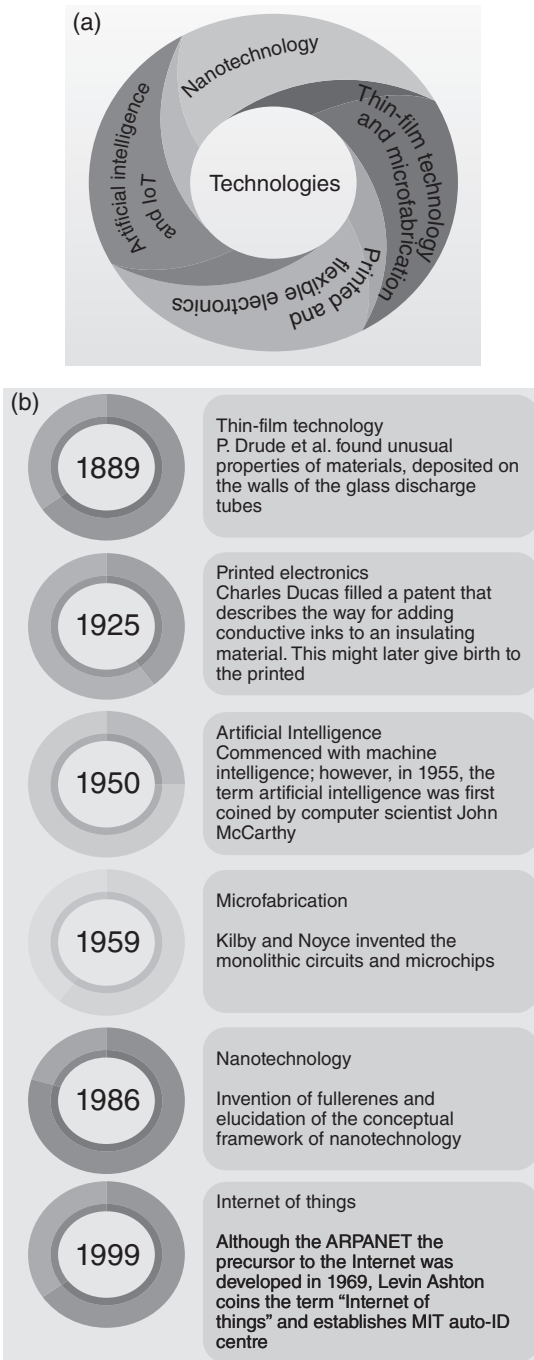 (a)
Nanotechnology
Thin-film technology
and microfabrication
Printed and
flexible electronics
Artificial intelligence
and IoT
Technologies
(b)
1889
Thin-film technology
P. Drude et al. found unusual
properties of materials, deposited on
the walls of the glass discharge
tubes
1925
Printed electronics
Charles Ducas filled a patent that
describes the way for adding
conductive inks to an insulating
material. This might later give birth to
the printed
1950
Artificial Intelligence
Commenced with machine
intelligence; however, in 1955, the
term artificial intelligence was first
coined by computer scientist John
McCarthy
1959
Microfabrication
Kilby and Noyce invented the
monolithic circuits and microchips
1986
Nanotechnology
Invention of fullerenes and
elucidation of the conceptual
framework of nanotechnology
1999
Internet of things
Although the ARPANET the
precursor to the Internet was
developed in 1969, Levin Ashton
coins the term “Internet of
things” and establishes MIT auto-ID
centre